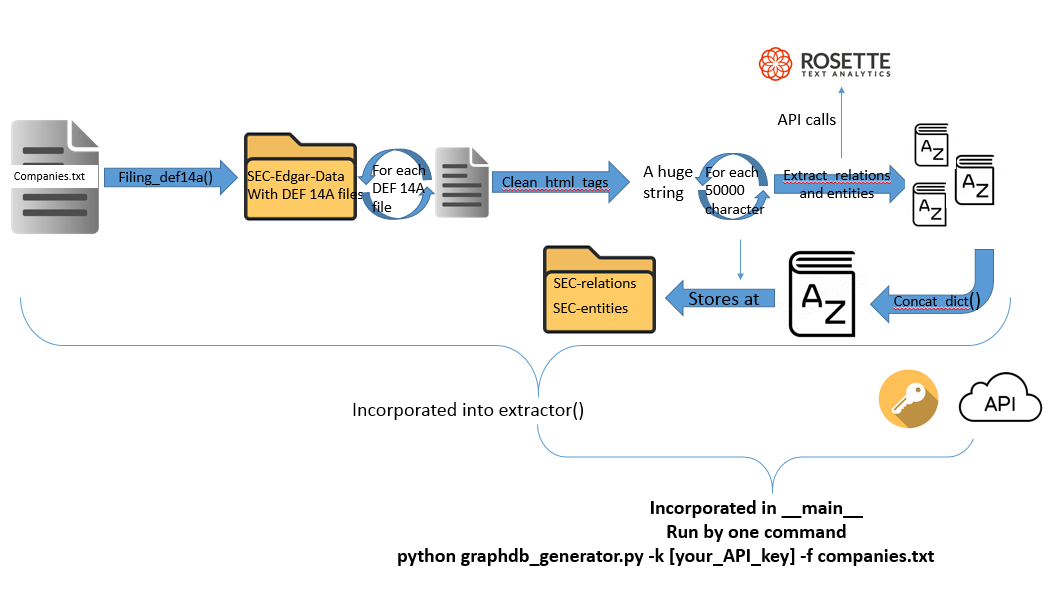 ROSETTE
TEXT ANALYTICS
API calls
Companies.txt
Filing_def14a()
SEC-Edgar-Data
With DEF 14A files
For each
DEF 14A
file
Clean_html_tags
A huge
string
For each
50000
character
Extract_relations
and entities
A Z
A Z
A Z
SEC-relations
SEC-entities
Stores at
A Z
Concat_dict()
Incorporated into extractor()
API
Incorporated in __main__
Run by one command
python graphdb_generator.py -k [your_API_key] -f companies.txt